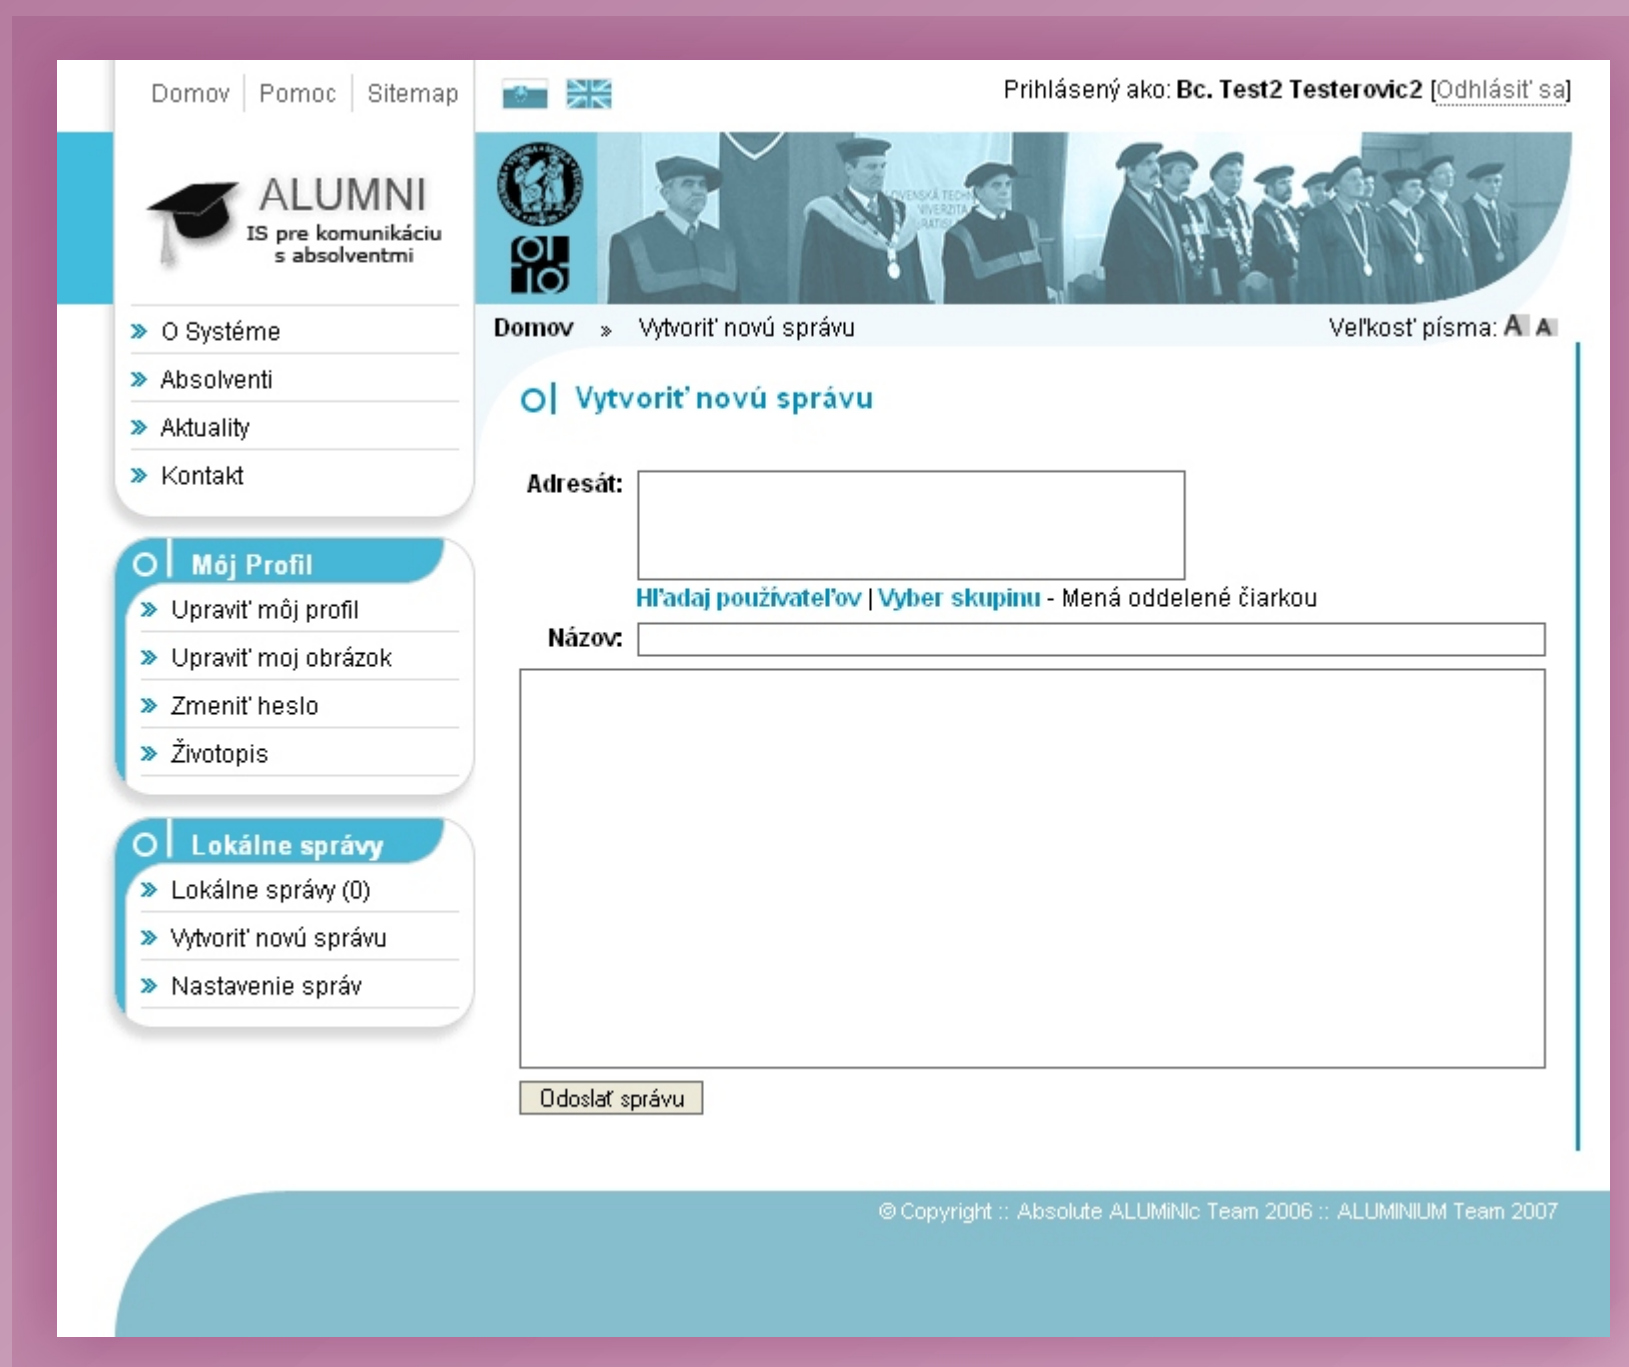 Domov Pomoc Sitemap
Prihlásený ako: Bc. Test2 Testerovic2 [Odhlásiť sa]
ALUMNI
IS pre komunikáciu
s absolventmi
O Systéme
Absolventi
Aktuality
Kontakt
Môj Profil
Upraviť môj profil
Upraviť moj obrázok
Zmeniť heslo
Životopis
Lokálne správy
Lokálne správy (0)
Vytvoriť novú správu
Nastavenie správ
Domov » Vytvoriť novú správu
Veľkosť písma: A A
Vytvoriť novú správu
Adresát:
Hľadaj používateľov | Vyber skupinu - Mená oddelené čiarkou
Názov:
Odoslať správu
© Copyright :: Absolute ALUMiNIc Team 2006 :: ALUMINIUM Team 2007